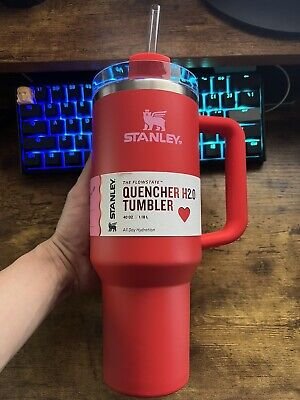 STANLEY
THE FLOWSTATE™
QUENCHER H2.0
TUMBLER
40 OZ | 1.18 L
All Day Hydration
STANLEY